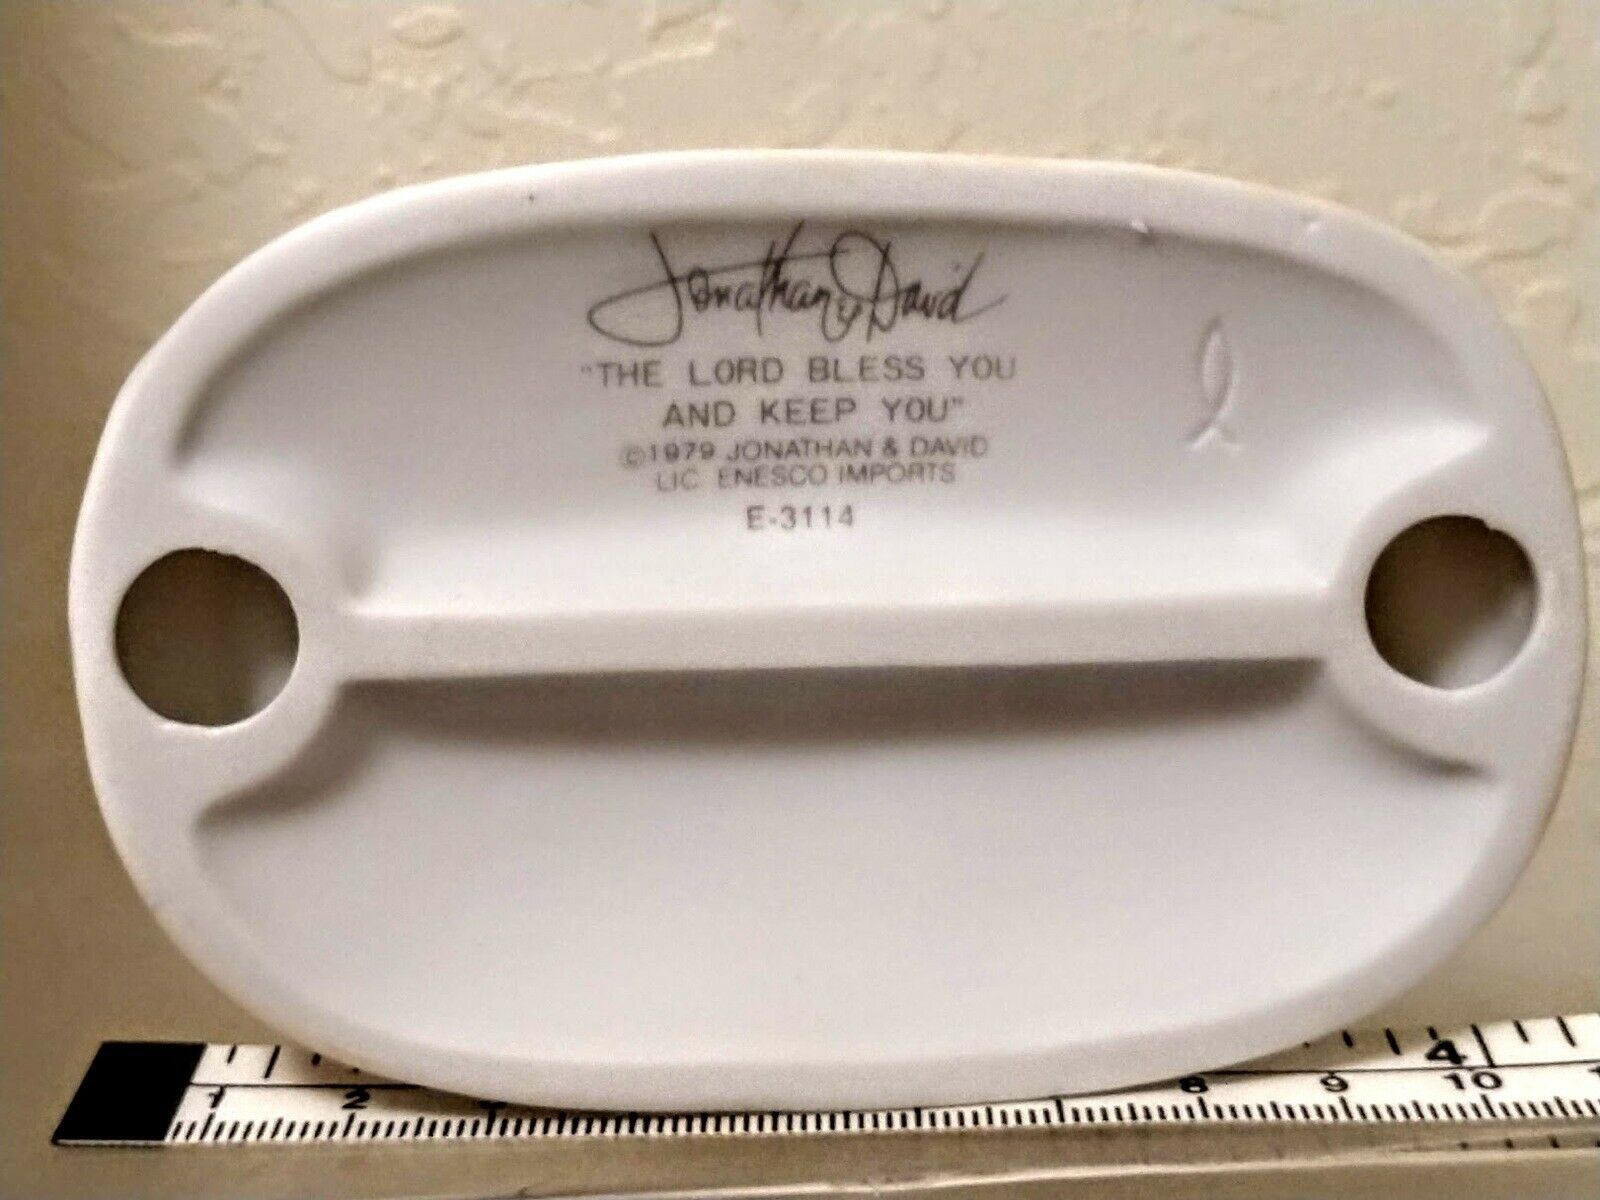 Jonathan & David
"THE LORD BLESS YOU
AND KEEP YOU"
©1979 JONATHAN & DAVID
LIC. ENESCO IMPORTS
E-3114
4
1 2 3 8 9 10